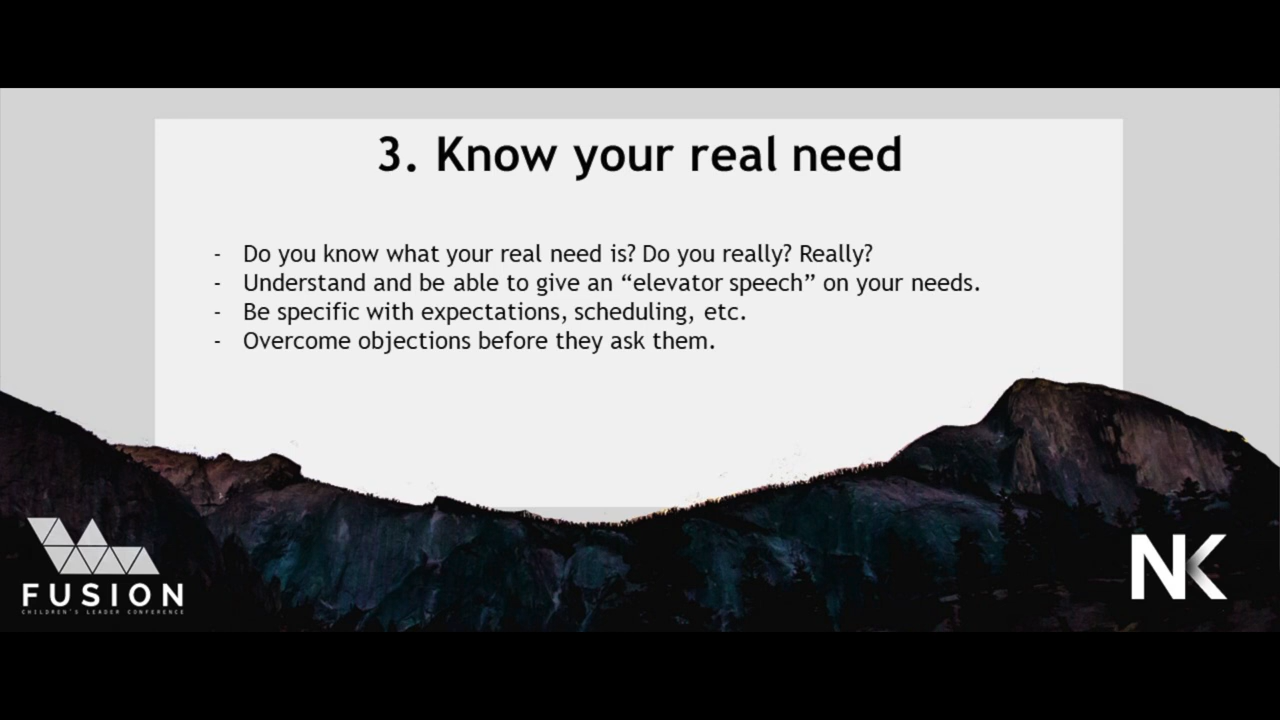 3. Know your real need
- Do you know what your real need is? Do you really? Really?
- Understand and be able to give an “elevator speech” on your needs.
- Be specific with expectations, scheduling, etc.
- Overcome objections before they ask them.
FUSION
CHILDREN'S LEADER CONFERENCE
NK